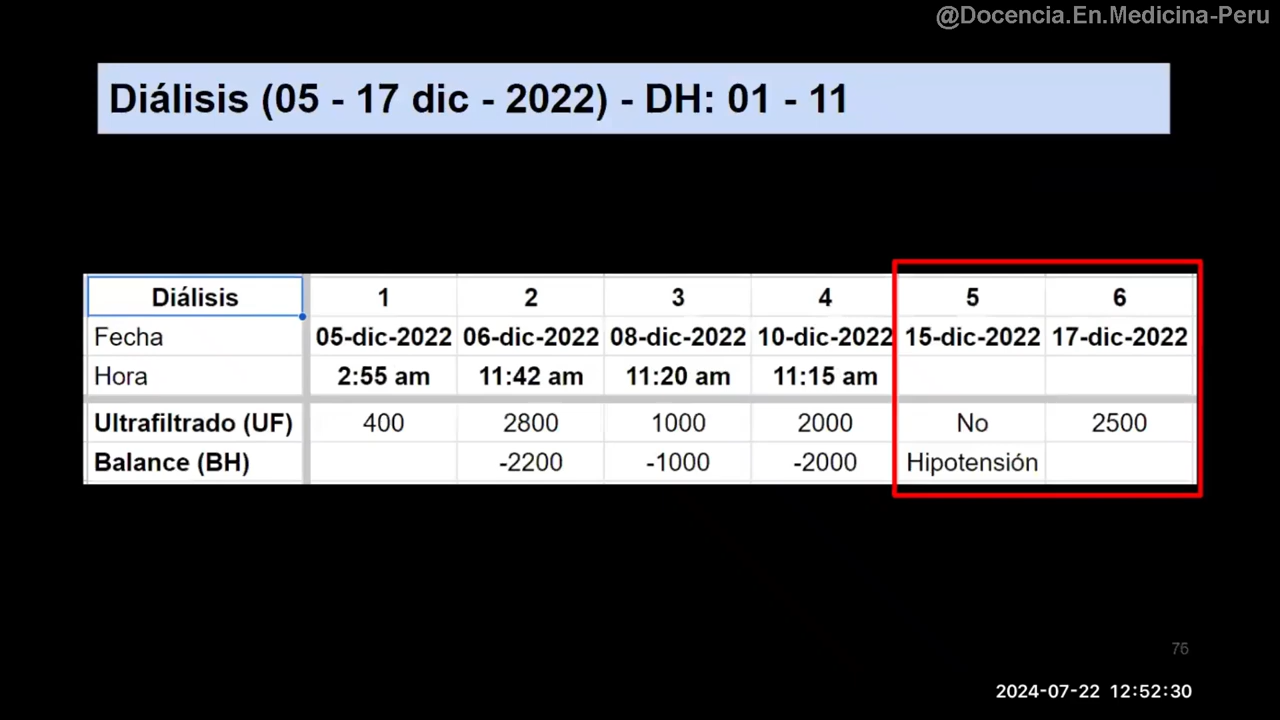 @Docencia.En.Medicina-Peru
Diálisis (05 - 17 dic - 2022) - DH: 01 - 11
Diálisis 1 2 3 4 5 6
Fecha 05-dic-2022 06-dic-2022 08-dic-2022 10-dic-2022 15-dic-2022 17-dic-2022
Hora 2:55 am 11:42 am 11:20 am 11:15 am
Ultrafiltrado (UF) 400 2800 1000 2000 No 2500
Balance (BH) -2200 -1000 -2000 Hipotensión
76
2024-07-22 12:52:30